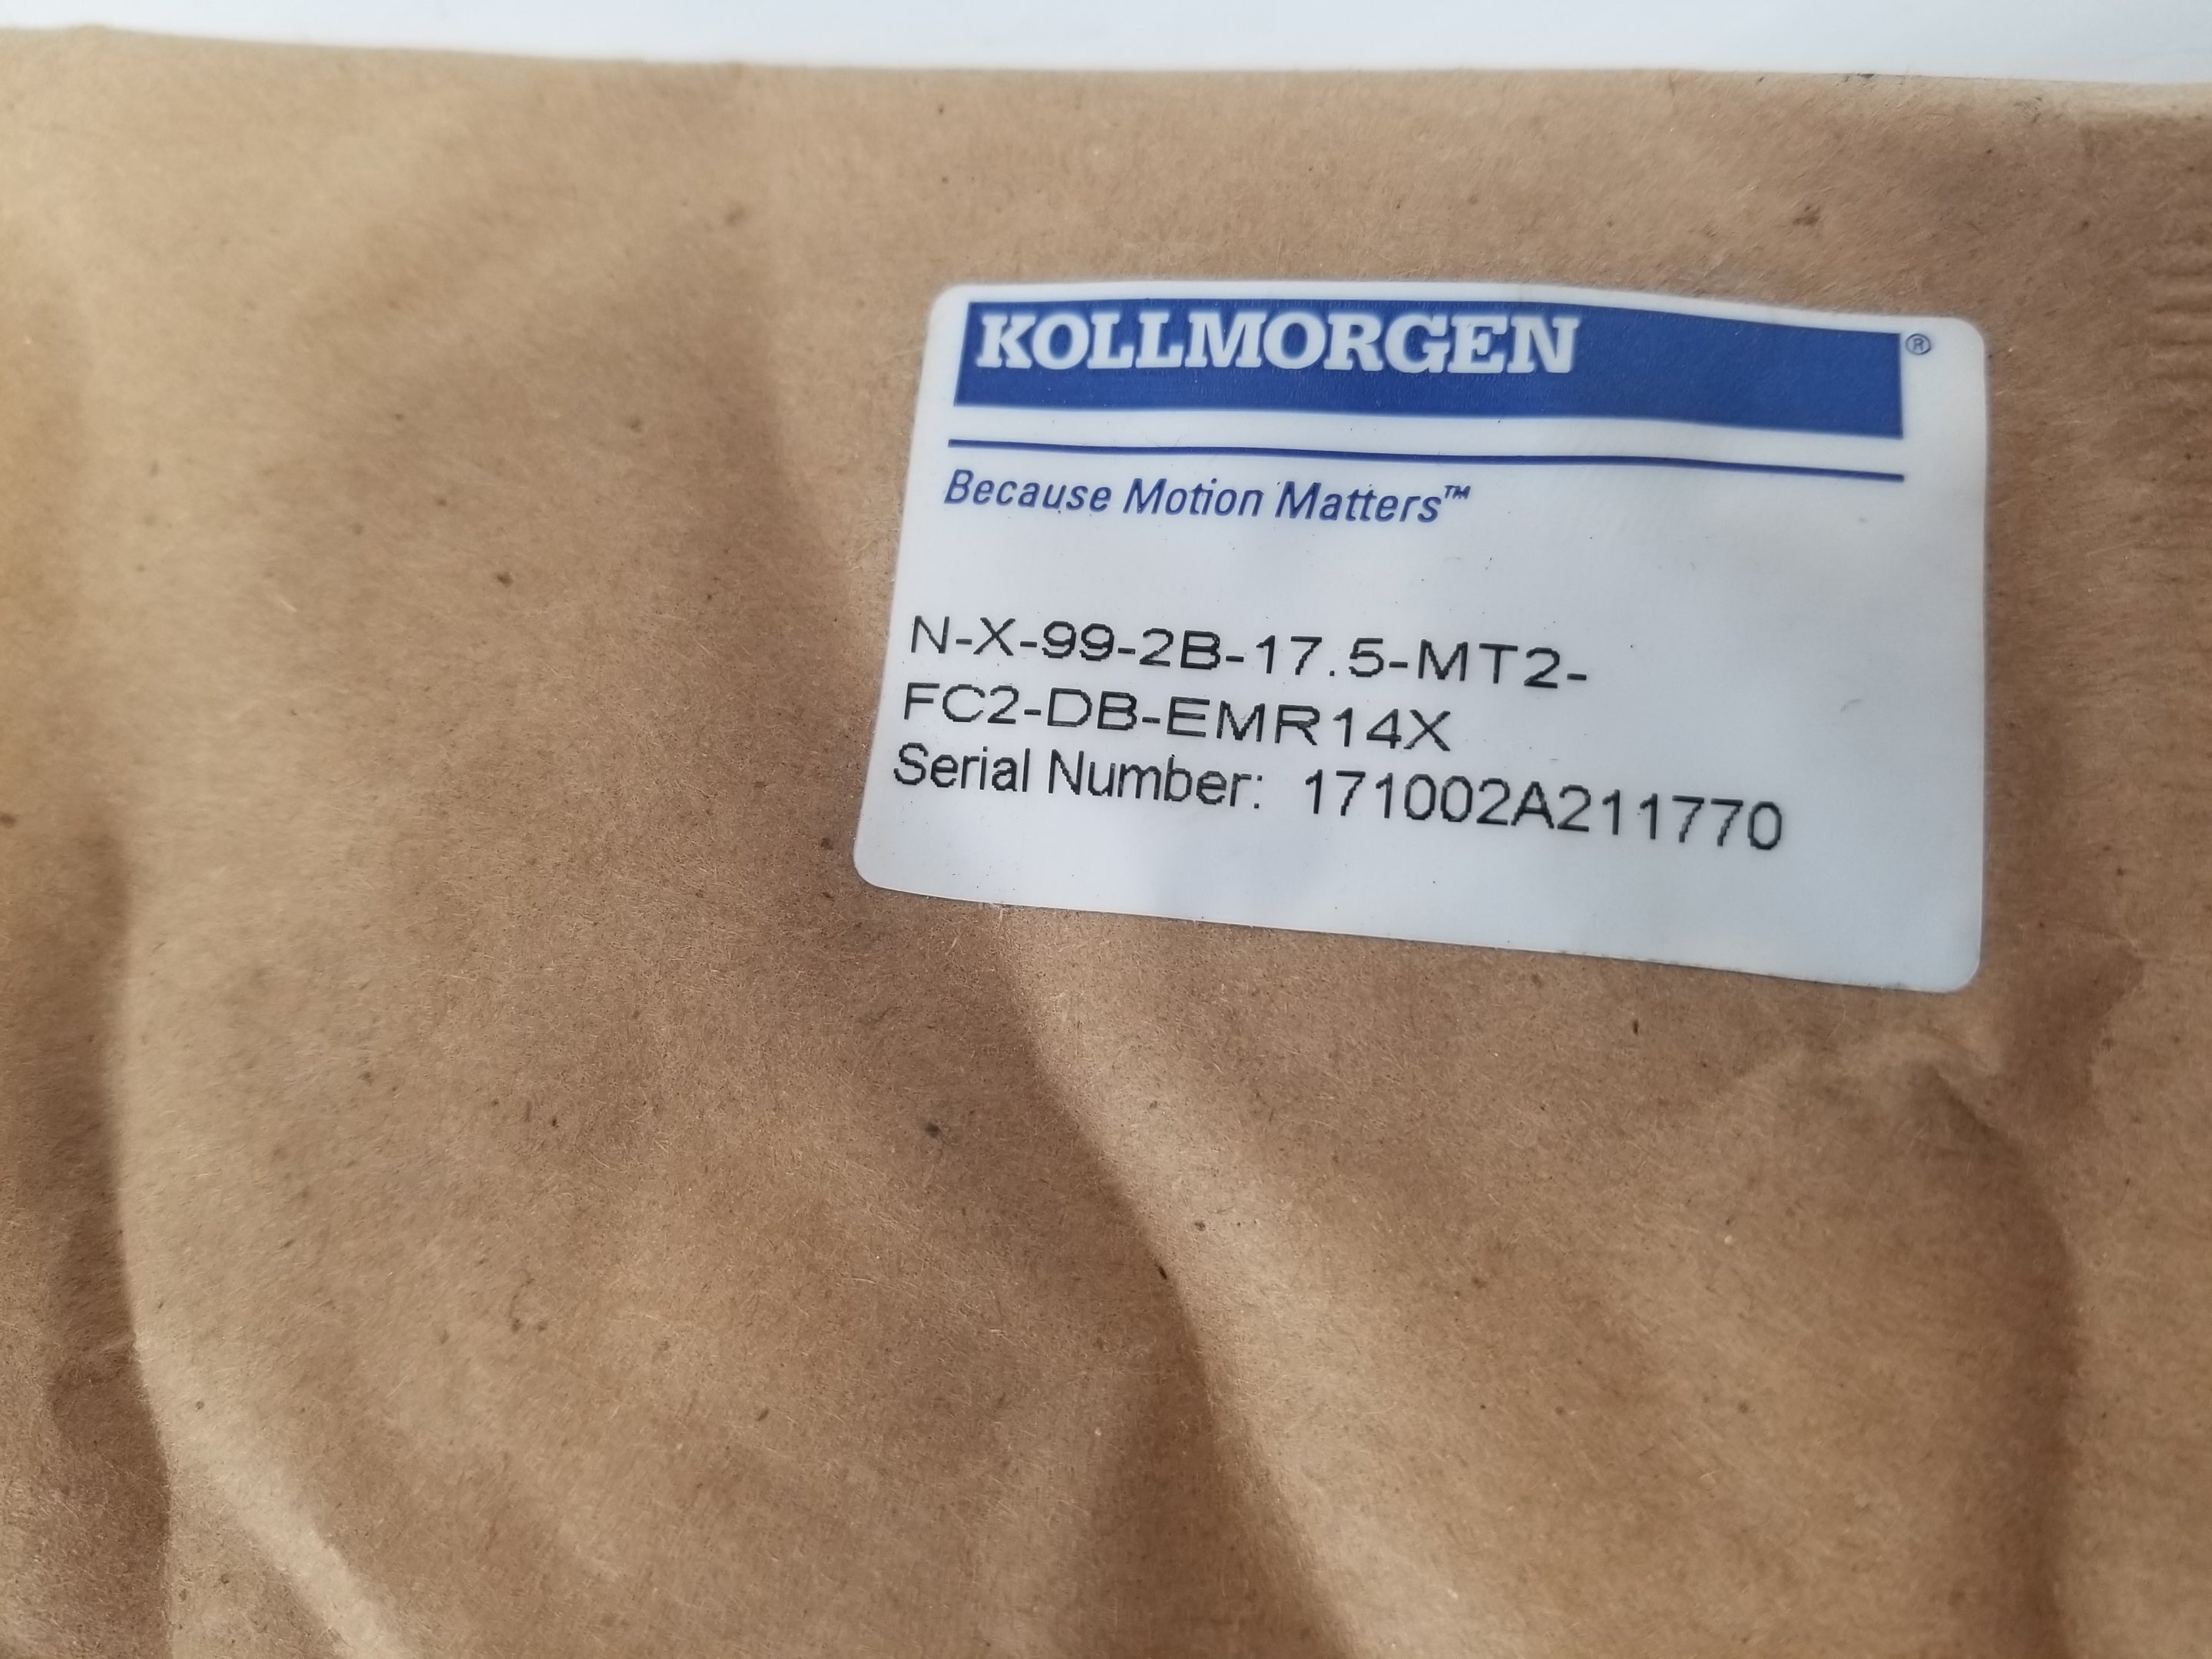 KOLLMORGEN®
Because Motion Matters™
N-X-99-2B-17.5-MT2-
FC2-DB-EMR14X
Serial Number: 171002A211770